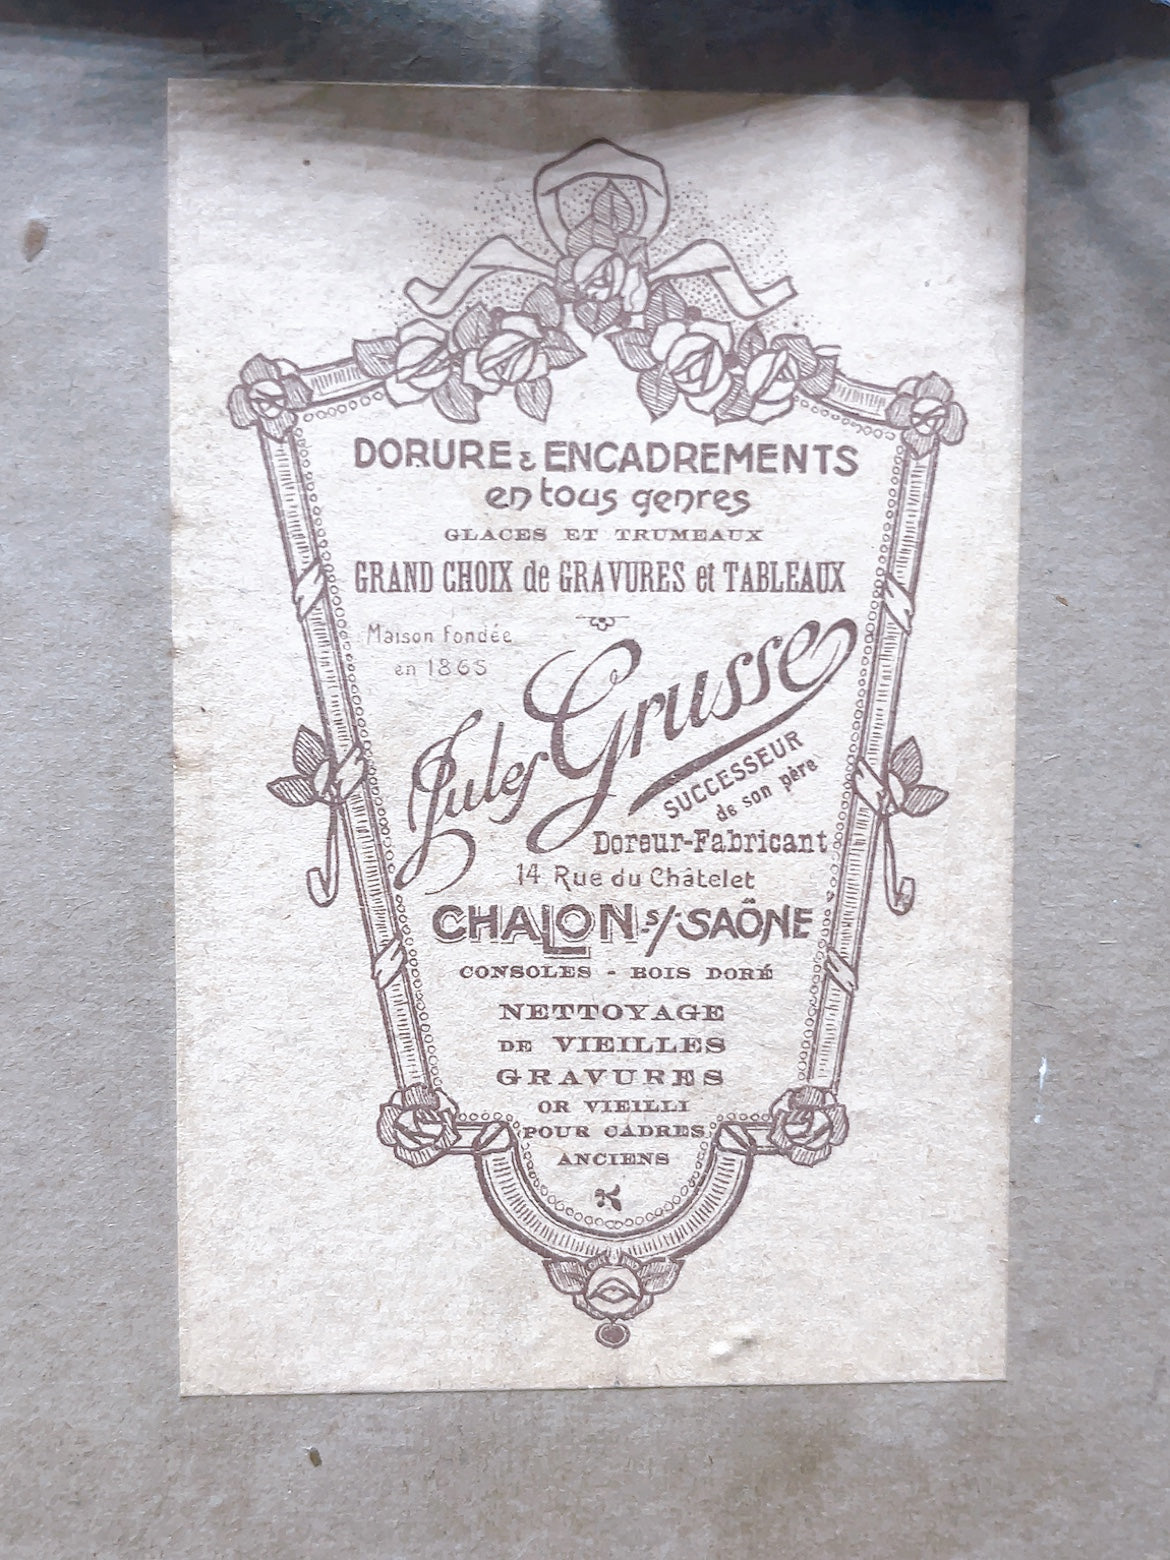 DORURE & ENCADREMENTS
en tous genres
GLACES ET TRUMEAUX
GRAND CHOIX de GRAVURES et TABLEAUX
Maison fondée
en 1865
Jules Grusse
SUCCESSEUR
de son père
Doreur-Fabricant
14 Rue du Châtelet
CHALON s/-SAÔNE
CONSOLES - BOIS DORÉ
NETTOYAGE
DE VIEILLES
GRAVURES
OR VIEILLI
POUR CADRES
ANCIENS